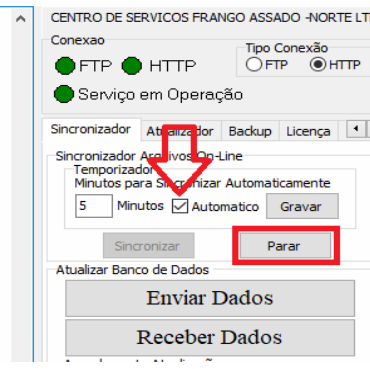 CENTRO DE SERVICOS FRANGO ASSADO -NORTE LT
Conexao
FTP HTTP
Tipo Conexão
FTP HTTP
Serviço em Operação
Sincronizador Atualizador Backup Licença
Sincronizador Arquivos On-Line
Temporizador
Minutos para Sincronizar Automaticamente
5 Minutos Automatico Gravar
Sincronizar Parar
Atualizar Banco de Dados
Enviar Dados
Receber Dados